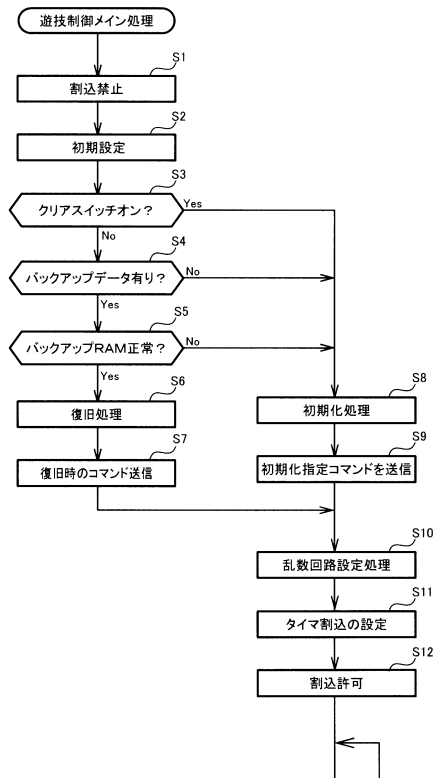 遊技制御メイン処理
S1
割込禁止
S2
初期設定
S3
クリアスイッチオン？
Yes
No
S4
バックアップデータ有り？
No
Yes
S5
バックアップRAM正常？
No
Yes
S6
復旧処理
S7
復旧時のコマンド送信
S8
初期化処理
S9
初期化指定コマンドを送信
S10
乱数回路設定処理
S11
タイマ割込の設定
S12
割込許可